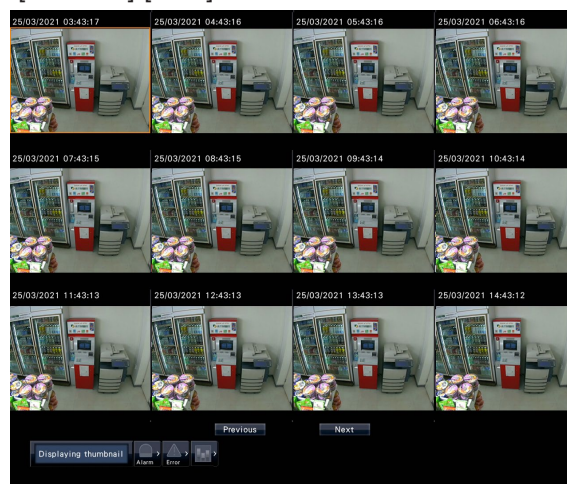 25/03/2021 03:43:17
25/03/2021 04:43:16
25/03/2021 05:43:16
25/03/2021 06:43:16
25/03/2021 07:43:15
25/03/2021 08:43:15
25/03/2021 09:43:14
25/03/2021 10:43:14
25/03/2021 11:43:13
25/03/2021 12:43:13
25/03/2021 13:43:13
25/03/2021 14:43:12
Previous
Next
Displaying thumbnail
Alarm
Error